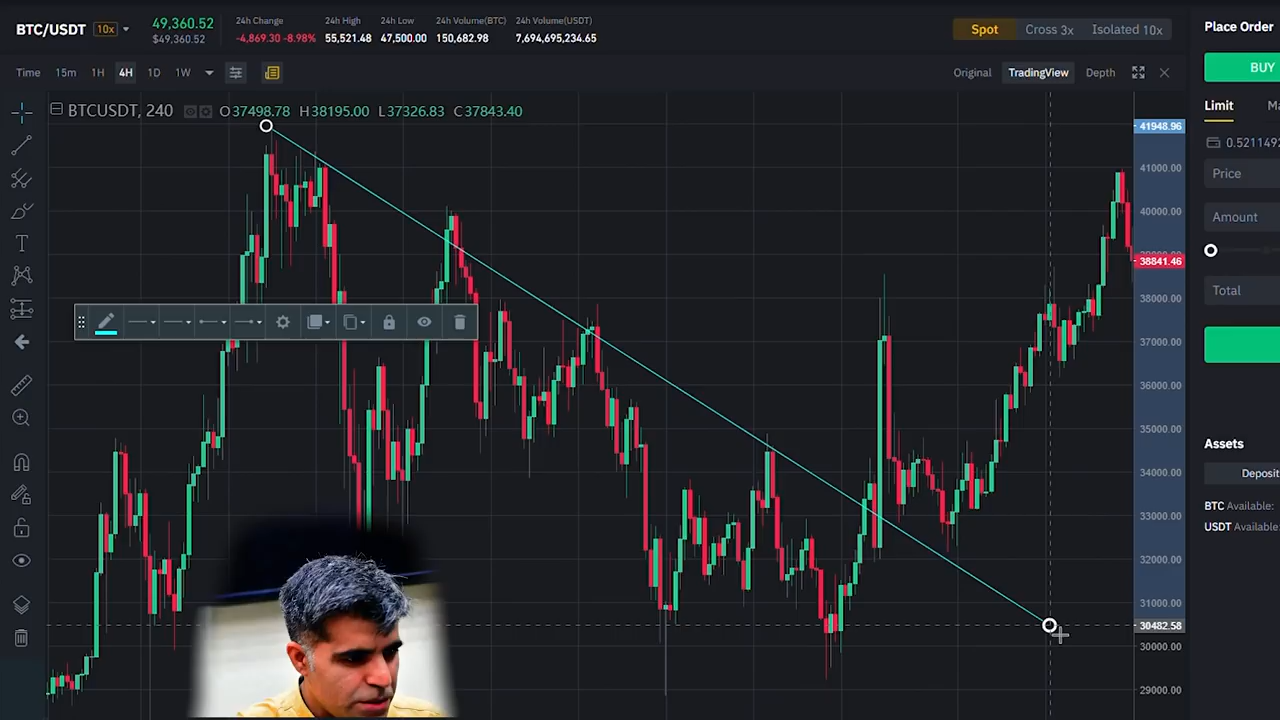 BTC/USDT 10x
49,360.52
$49,360.52
24h Change
-4,869.30 -8.98%
24h High
55,521.48
24h Low
47,500.00
24h Volume(BTC)
150,682.98
24h Volume(USDT)
7,694,695,234.65
Spot Cross 3x Isolated 10x
Place Order
BUY
Time 15m 1H 4H 1D 1W
Original TradingView Depth
Limit
BTCUSDT, 240 O37498.78 H38195.00 L37326.83 C37843.40
41948.96
41000.00
40000.00
38841.46
38000.00
37000.00
36000.00
35000.00
34000.00
33000.00
32000.00
31000.00
30482.58
30000.00
29000.00
0.5211492
Price
Amount
Total
Assets
Deposit
BTC Available:
USDT Available: